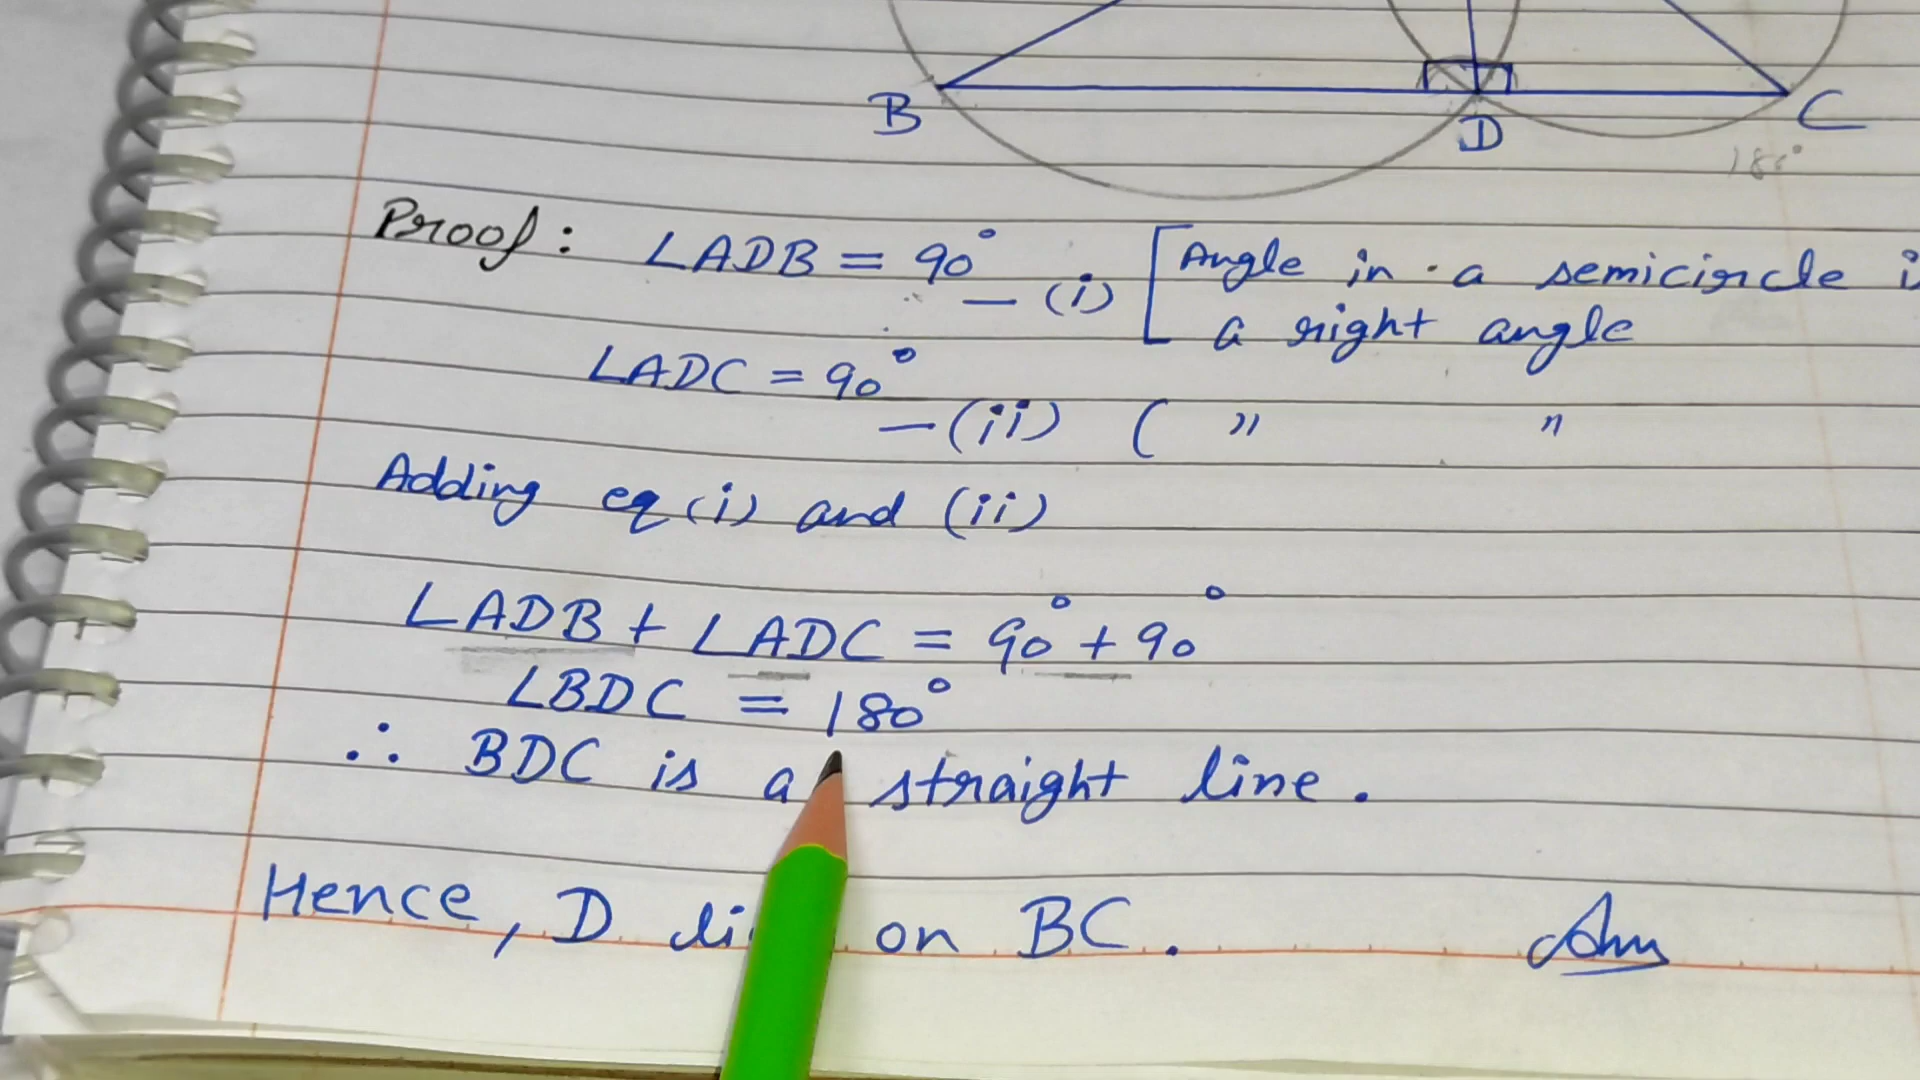 B
D
C
180°
Proof: ∠ADB = 90° — (i) [Angle in a semicircle
a right angle
∠ADC = 90° — (ii) ( " "
Adding eq (i) and (ii)
∠ADB + ∠ADC = 90° + 90°
∠BDC = 180°
∴ BDC is a straight line.
Hence, D on BC. Ans